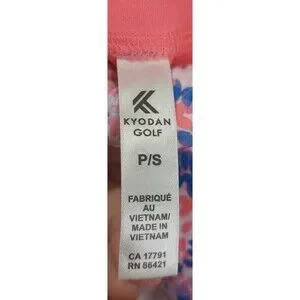 KYODAN
GOLF
P/S
FABRIQUÉ
AU
VIETNAM/
MADE IN
VIETNAM
CA 17791
RN 86421